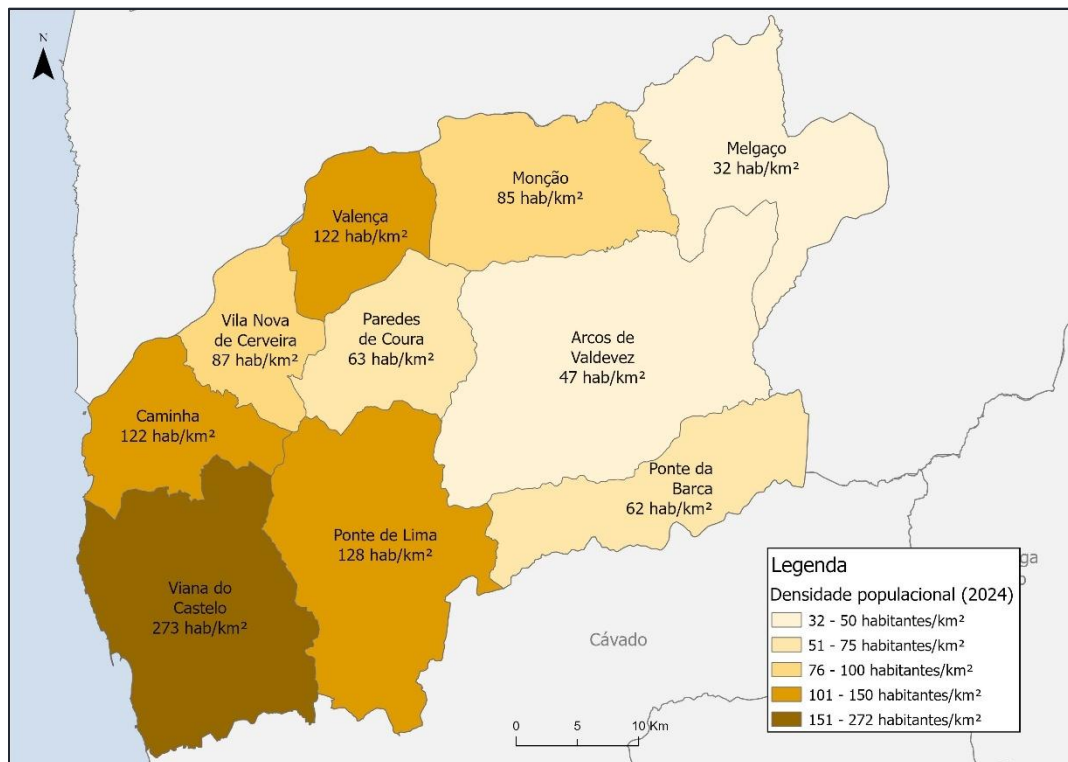 N
Melgaço
32 hab/km²
Monção
85 hab/km²
Valença
122 hab/km²
Vila Nova
de Cerveira
87 hab/km²
Paredes
de Coura
63 hab/km²
Arcos de
Valdevez
47 hab/km²
Caminha
122 hab/km²
Ponte da
Barca
62 hab/km²
Ponte de Lima
128 hab/km²
Viana do
Castelo
273 hab/km²
Cávado
Legenda
Densidade populacional (2024)
32 - 50 habitantes/km²
51 - 75 habitantes/km²
76 - 100 habitantes/km²
101 - 150 habitantes/km²
151 - 272 habitantes/km²
0 5 10 Km